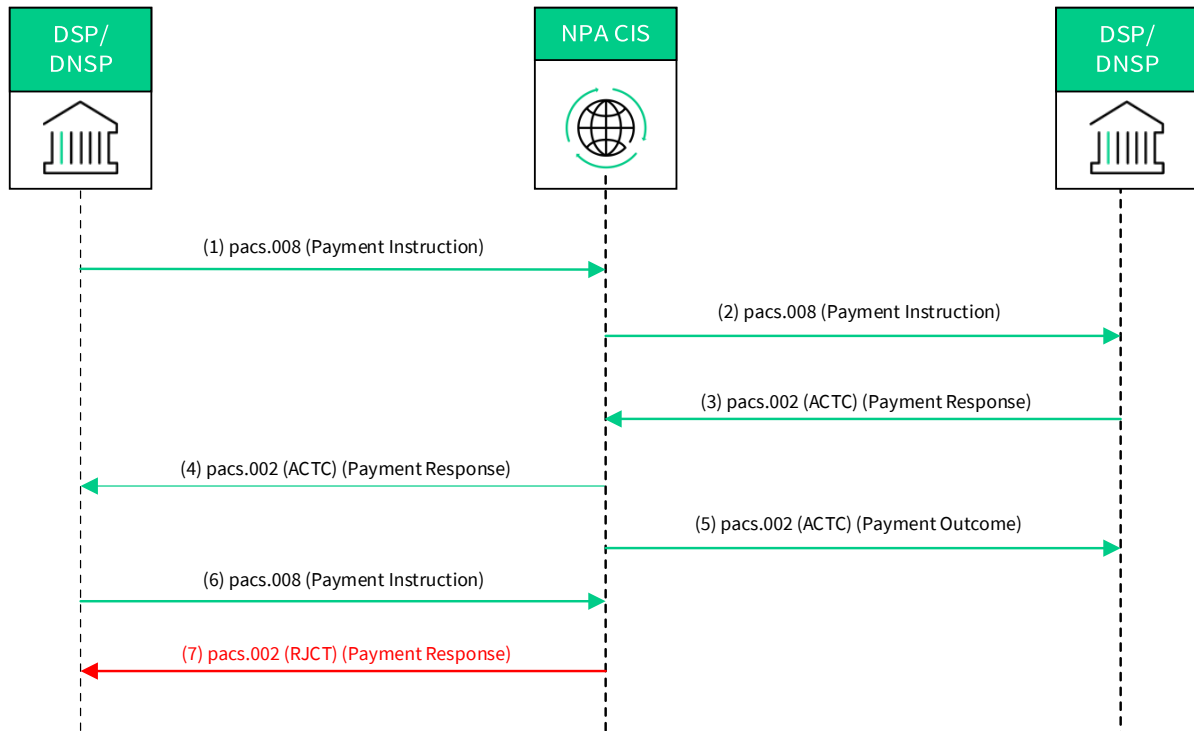 DSP/
DNSP
NPA CIS
DSP/
DNSP
(1) pacs.008 (Payment Instruction)
(2) pacs.008 (Payment Instruction)
(3) pacs.002 (ACTC) (Payment Response)
(4) pacs.002 (ACTC) (Payment Response)
(5) pacs.002 (ACTC) (Payment Outcome)
(6) pacs.008 (Payment Instruction)
(7) pacs.002 (RJCT) (Payment Response)